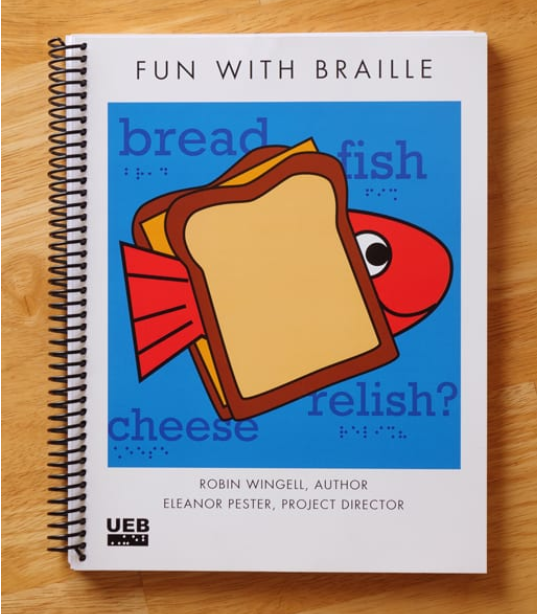 FUN WITH BRAILLE
bread
fish
cheese
relish?
ROBIN WINGELL, AUTHOR
ELEANOR PESTER, PROJECT DIRECTOR
UEB